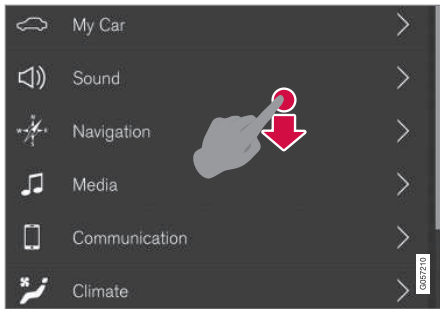 My Car
Sound
Navigation
Media
Communication
Climate
G057210